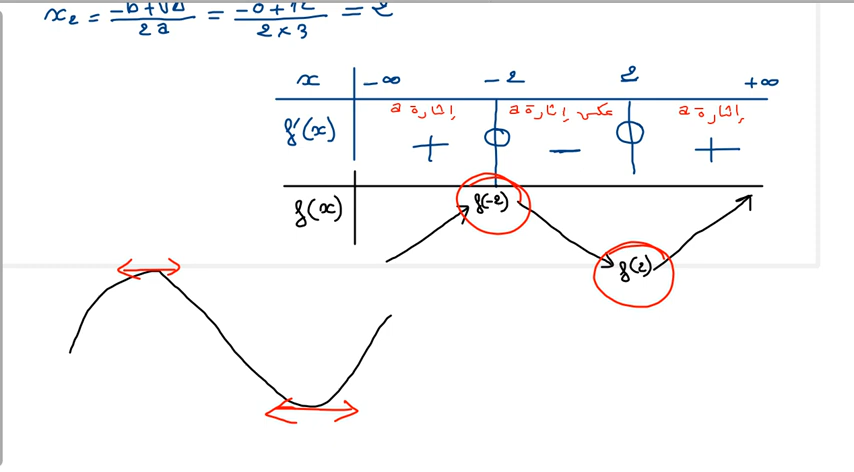 x₂ = (-b+√Δ)/(2a) = (-0+12)/(2×3) = 2
x -∞ -2 2 +∞
إشارة a عكس إشارة a إشارة a
f'(x) + 0 - 0 +
f(x) f(-2) f(2)